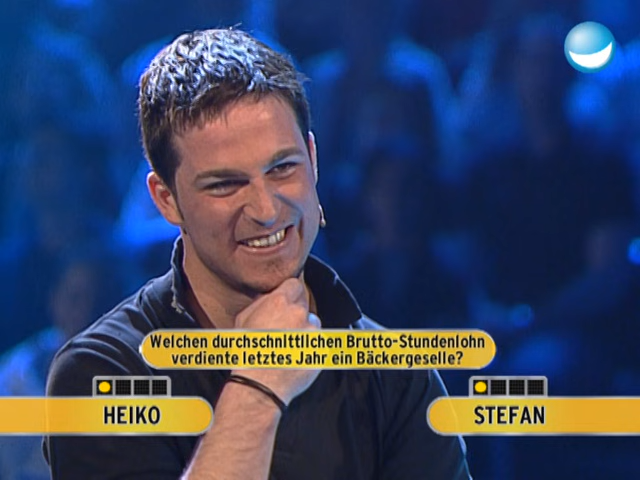 Welchen durchschnittlichen Brutto-Stundenlohn
verdiente letztes Jahr ein Bäckergeselle?
HEIKO
STEFAN